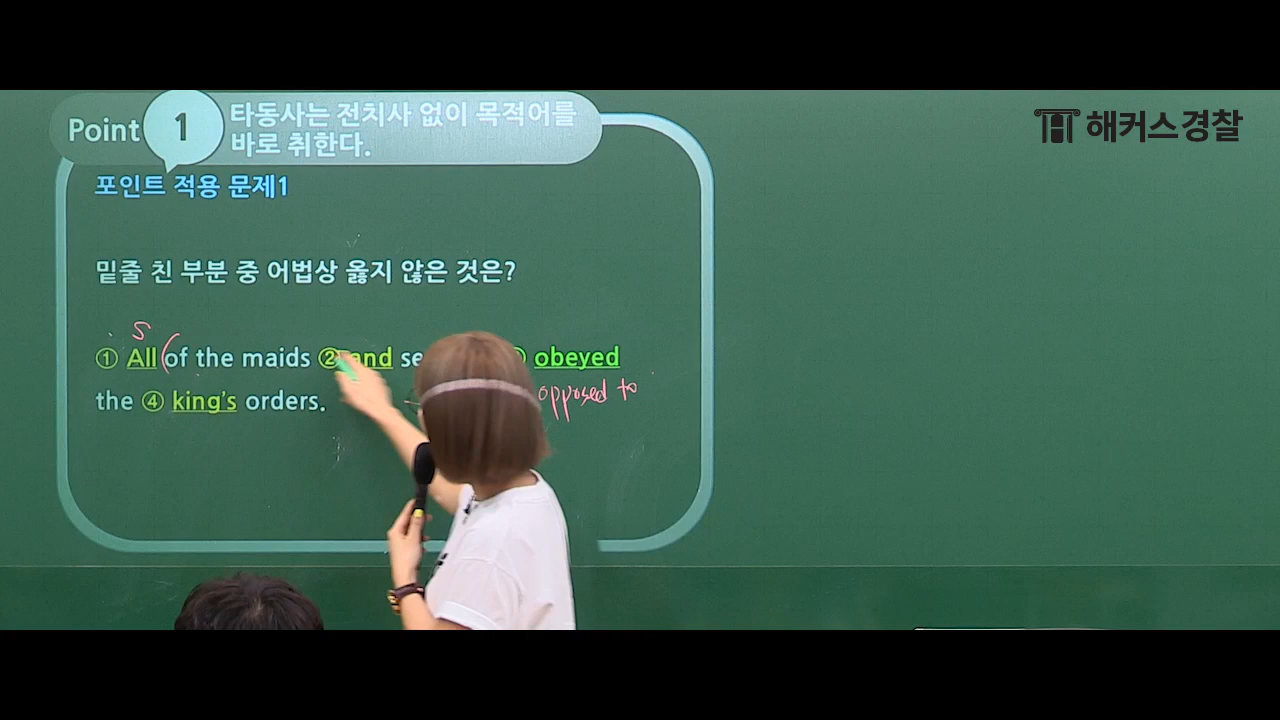 해커스경찰
Point 1 타동사는 전치사 없이 목적어를
바로 취한다.
포인트 적용 문제1
밑줄 친 부분 중 어법상 옳지 않은 것은?
S
① All (of the maids ② and obeyed
opposed to
the ④ king's orders.